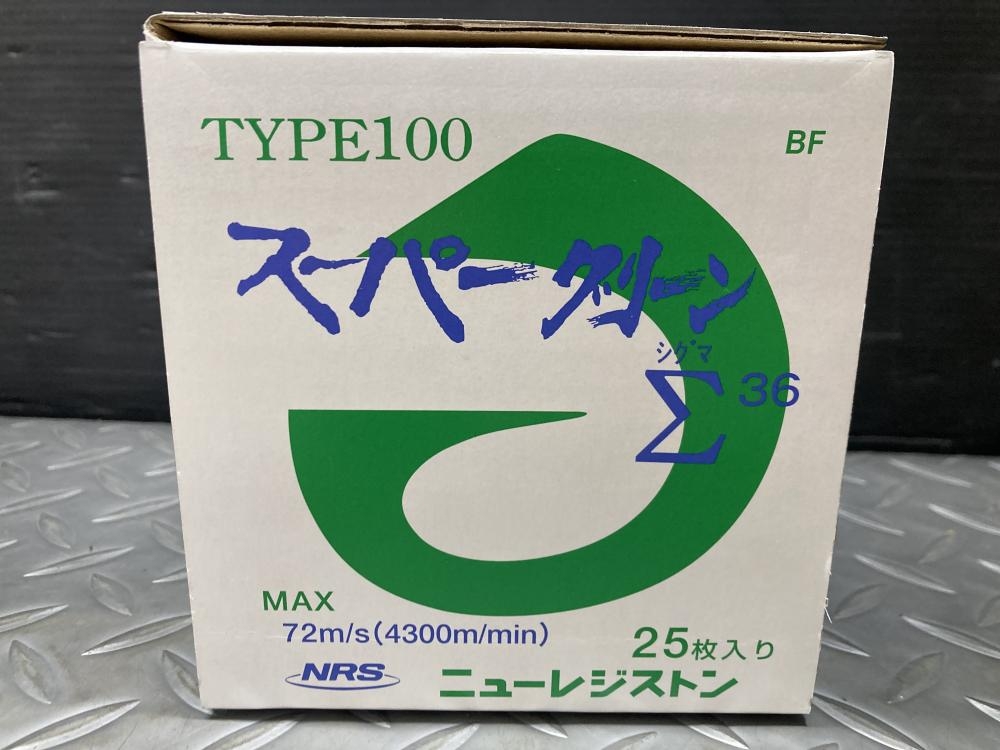 TYPE100
BF
スーパーグリーン
シグマ
Σ36
MAX
72m/s(4300m/min)
25枚入り
NRS
ニューレジストン